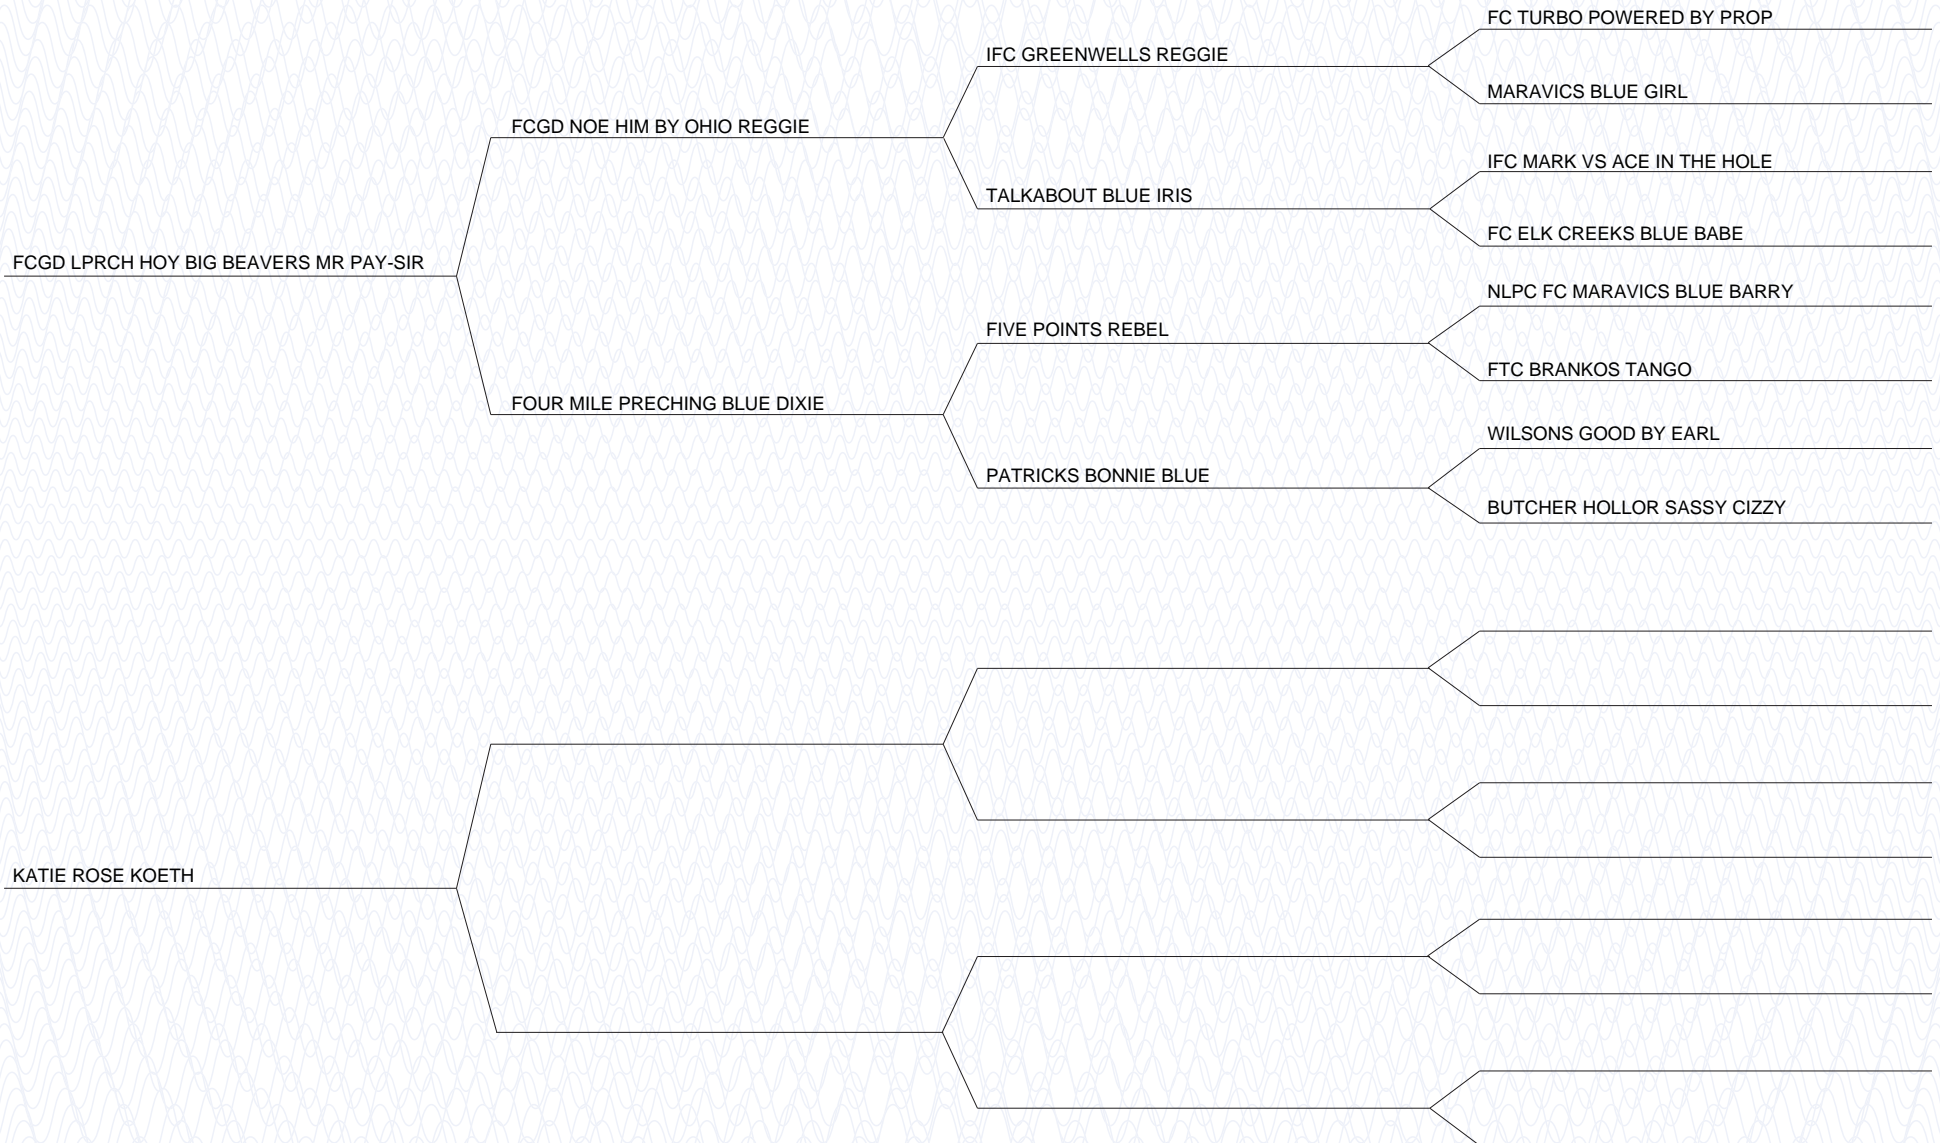 FC TURBO POWERED BY PROP
IFC GREENWELLS REGGIE
MARAVICS BLUE GIRL
FCGD NOE HIM BY OHIO REGGIE
IFC MARK VS ACE IN THE HOLE
TALKABOUT BLUE IRIS
FC ELK CREEKS BLUE BABE
FCGD LPRCH HOY BIG BEAVERS MR PAY-SIR
NLPC FC MARAVICS BLUE BARRY
FIVE POINTS REBEL
FTC BRANKOS TANGO
FOUR MILE PRECHING BLUE DIXIE
WILSONS GOOD BY EARL
PATRICKS BONNIE BLUE
BUTCHER HOLLOR SASSY CIZZY
KATIE ROSE KOETH